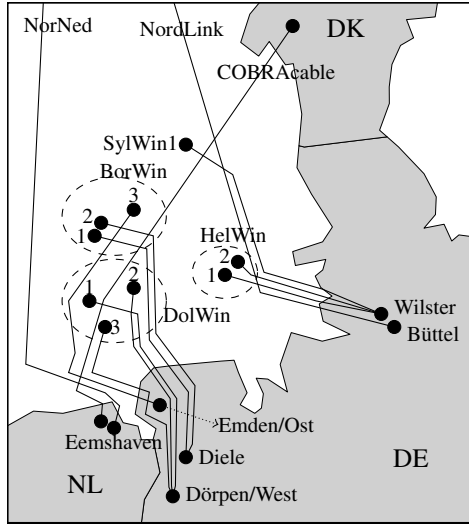 NorNed
NordLink
DK
COBRAcable
SylWin1
BorWin
3
2
1
HelWin
2
1
2
1
DolWin
3
Wilster
Büttel
Emden/Ost
Eemshaven
Diele
DE
NL
Dörpen/West